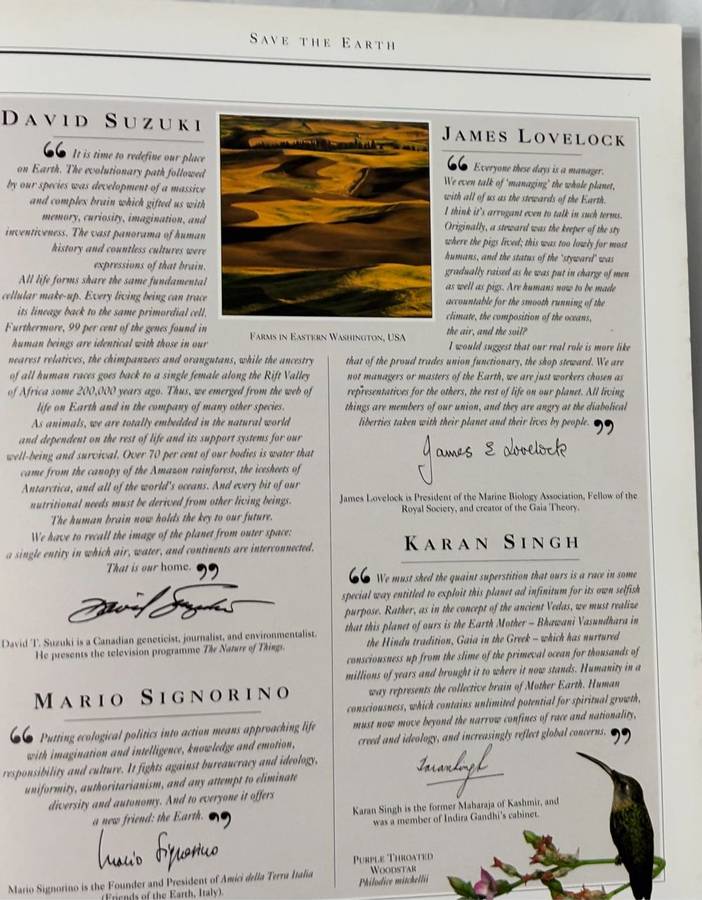 SAVE THE EARTH
DAVID SUZUKI
“ It is time to redefine our place
on Earth. The evolutionary path followed
by our species was development of a massive
and complex brain which gifted us with
memory, curiosity, imagination, and
inventiveness. The vast panorama of human
history and countless cultures were
expressions of that brain.
All life forms share the same fundamental
cellular make-up. Every living being can trace
its lineage back to the same primordial cell.
Furthermore, 99 per cent of the genes found in
human beings are identical with those in our
nearest relatives, the chimpanzees and orangutans, while the ancestry
of all human races goes back to a single female along the Rift Valley
of Africa some 200,000 years ago. Thus, we emerged from the web of
life on Earth and in the company of many other species.
As animals, we are totally embedded in the natural world
and dependent on the rest of life and its support systems for our
well-being and survival. Over 70 per cent of our bodies is water that
came from the canopy of the Amazon rainforest, the icesheets of
Antarctica, and all of the world's oceans. And every bit of our
nutritional needs must be derived from other living beings.
The human brain now holds the key to our future.
We have to recall the image of the planet from outer space:
a single entity in which air, water, and continents are interconnected.
That is our home. ”
David Suzuki
David T. Suzuki is a Canadian geneticist, journalist, and environmentalist.
He presents the television programme The Nature of Things.
MARIO SIGNORINO
“ Putting ecological politics into action means approaching life
with imagination and intelligence, knowledge and emotion,
responsibility and culture. It fights against bureaucracy and ideology,
uniformity, authoritarianism, and any attempt to eliminate
diversity and autonomy. And to everyone it offers
a new friend: the Earth. ”
Mario Signorino
Mario Signorino is the Founder and President of Amici della Terra Italia
(Friends of the Earth, Italy).
FARMS IN EASTERN WASHINGTON, USA
JAMES LOVELOCK
“ Everyone these days is a manager.
We even talk of 'managing' the whole planet,
with all of us as the stewards of the Earth.
I think it's arrogant even to talk in such terms.
Originally, a steward was the keeper of the sty
where the pigs lived; this was too lowly for most
humans, and the status of the 'styward' was
gradually raised as he was put in charge of men
as well as pigs. Are humans now to be made
accountable for the smooth running of the
climate, the composition of the oceans,
the air, and the soil?
I would suggest that our real role is more like
that of the proud trades union functionary, the shop steward. We are
not managers or masters of the Earth, we are just workers chosen as
representatives for the others, the rest of life on our planet. All living
things are members of our union, and they are angry at the diabolical
liberties taken with their planet and their lives by people. ”
James E Lovelock
James Lovelock is President of the Marine Biology Association, Fellow of the
Royal Society, and creator of the Gaia Theory.
KARAN SINGH
“ We must shed the quaint superstition that ours is a race in some
special way entitled to exploit this planet ad infinitum for its own selfish
purpose. Rather, as in the concept of the ancient Vedas, we must realize
that this planet of ours is the Earth Mother – Bhawani Vasundhara in
the Hindu tradition, Gaia in the Greek – which has nurtured
consciousness up from the slime of the primeval ocean for thousands of
millions of years and brought it to where it now stands. Humanity in a
way represents the collective brain of Mother Earth. Human
consciousness, which contains unlimited potential for spiritual growth,
must now move beyond the narrow confines of race and nationality,
creed and ideology, and increasingly reflect global concerns. ”
Karan Singh
Karan Singh is the former Maharaja of Kashmir, and
was a member of Indira Gandhi's cabinet.
PURPLE THROATED
WOODSTAR
Philodice mitchellii